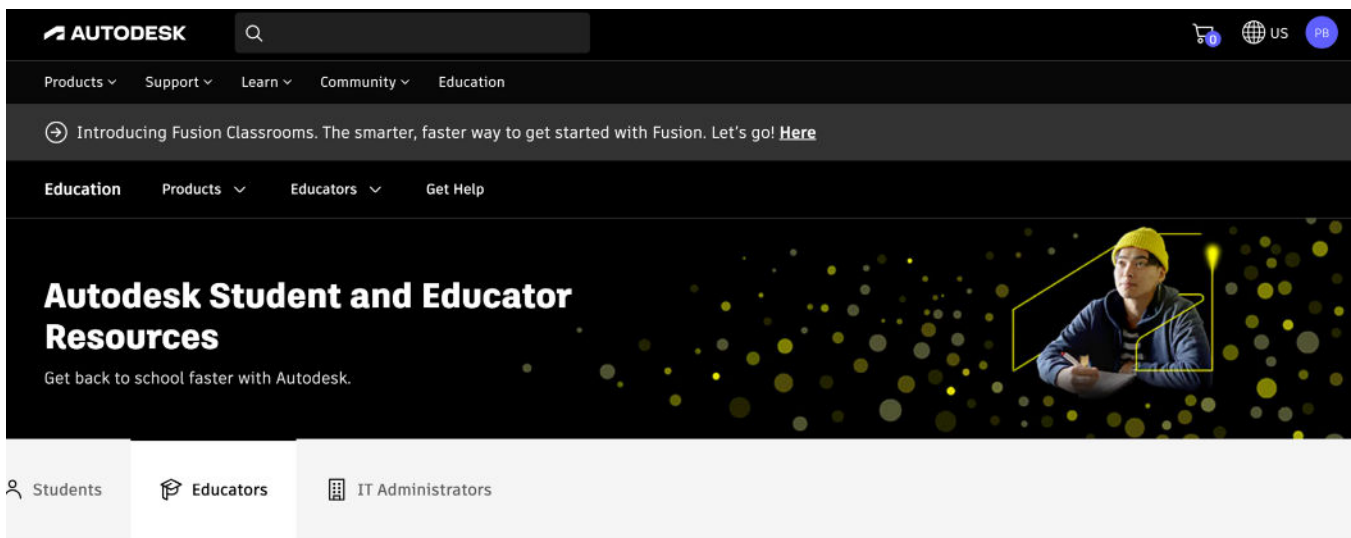 AUTODESK
0
US
PB
Products
Support
Learn
Community
Education
Introducing Fusion Classrooms. The smarter, faster way to get started with Fusion. Let's go! Here
Education
Products
Educators
Get Help
Autodesk Student and Educator
Resources
Get back to school faster with Autodesk.
Students
Educators
IT Administrators